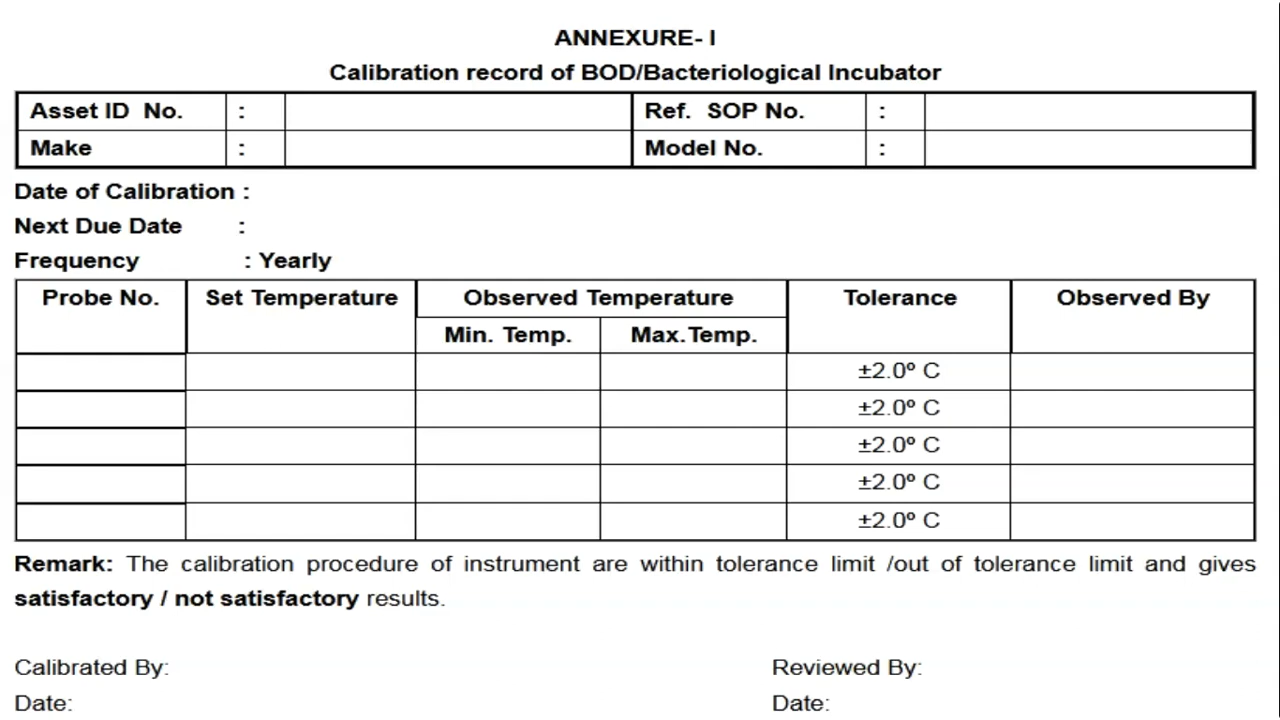 ANNEXURE- I
Calibration record of BOD/Bacteriological Incubator
Asset ID No. : Ref. SOP No. :
Make : Model No. :
Date of Calibration :
Next Due Date :
Frequency : Yearly
Probe No. Set Temperature Observed Temperature Tolerance Observed By
Min. Temp. Max.Temp.
±2.0º C
±2.0º C
±2.0º C
±2.0º C
±2.0º C
Remark: The calibration procedure of instrument are within tolerance limit /out of tolerance limit and gives
satisfactory / not satisfactory results.
Calibrated By: Reviewed By:
Date: Date: